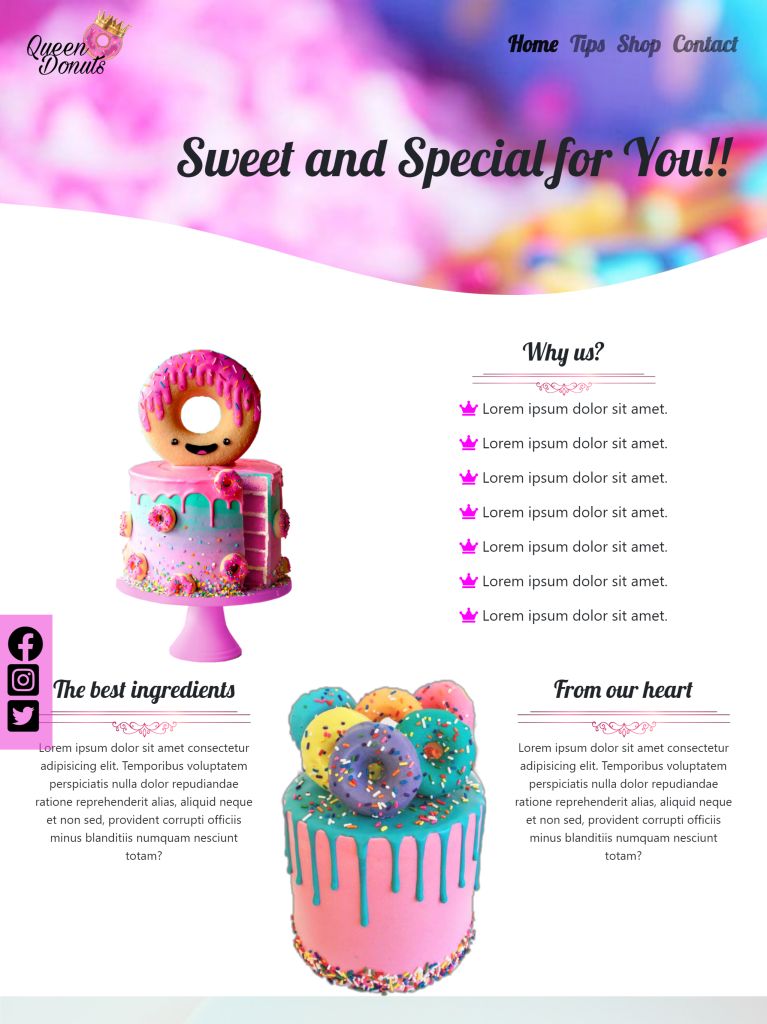 Queen
Donuts
Home Tips Shop Contact
Sweet and Special for You!!
Why us?
Lorem ipsum dolor sit amet.
Lorem ipsum dolor sit amet.
Lorem ipsum dolor sit amet.
Lorem ipsum dolor sit amet.
Lorem ipsum dolor sit amet.
Lorem ipsum dolor sit amet.
Lorem ipsum dolor sit amet.
The best ingredients
Lorem ipsum dolor sit amet consectetur
adipisicing elit. Temporibus voluptatem
perspiciatis nulla dolor repudiandae
ratione reprehenderit alias, aliquid neque
et non sed, provident corrupti officiis
minus blanditiis numquam nesciunt
totam?
From our heart
Lorem ipsum dolor sit amet consectetur
adipisicing elit. Temporibus voluptatem
perspiciatis nulla dolor repudiandae
ratione reprehenderit alias, aliquid neque
et non sed, provident corrupti officiis
minus blanditiis numquam nesciunt
totam?